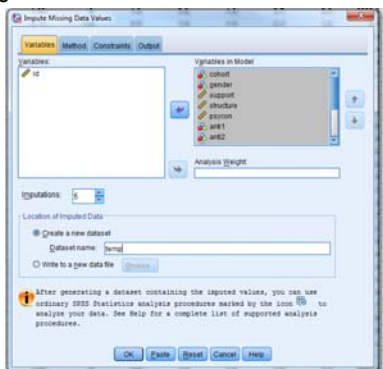 Impute Missing Data Values
Variables Method Constraints Output
Variables:
id
Variables in Model
cohort
gender
support
structure
psycon
anti1
anti2
Analysis Weight:
Imputations: 5
Location of Imputed Data
Create a new dataset
Dataset name: temp
Write to a new data file Browse...
After generating a dataset containing the imputed values, you can use
ordinary SPSS Statistics analysis procedures marked by the icon to
analyze your data. See Help for a complete list of supported analysis
procedures.
OK Paste Reset Cancel Help